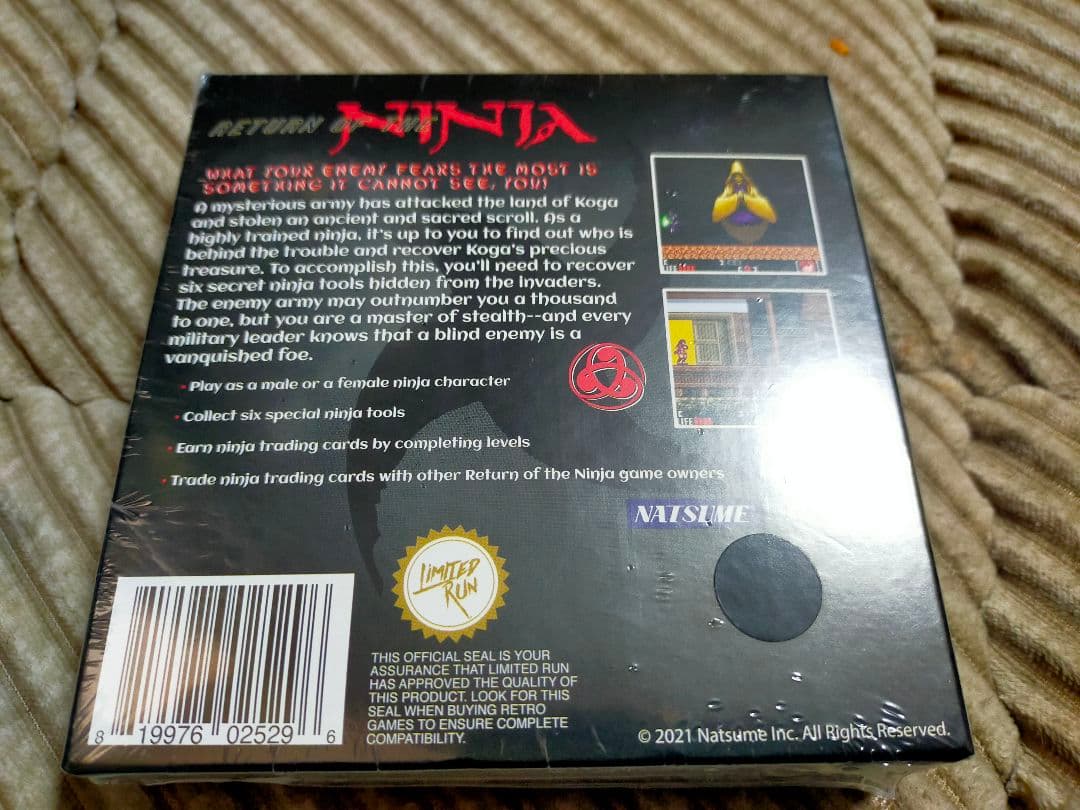 RETURN OF THE NINJA
WHAT YOUR ENEMY FEARS THE MOST IS
SOMETHING IT CANNOT SEE, YOU!
A mysterious army has attacked the land of Koga
and stolen an ancient and sacred scroll. As a
highly trained ninja, it's up to you to find out who is
behind the trouble and recover Koga's precious
treasure. To accomplish this, you'll need to recover
six secret ninja tools hidden from the Invaders.
The enemy army may outnumber you a thousand
to one, but you are a master of stealth--and every
military leader knows that a blind enemy is a
vanquished foe.
• Play as a male or a female ninja character
• Collect six special ninja tools
• Earn ninja trading cards by completing levels
• Trade ninja trading cards with other Return of the Ninja game owners
LIFE
LIFE
NATSUME
LIMITED
RUN
THIS OFFICIAL SEAL IS YOUR
ASSURANCE THAT LIMITED RUN
HAS APPROVED THE QUALITY OF
THIS PRODUCT. LOOK FOR THIS
SEAL WHEN BUYING RETRO
GAMES TO ENSURE COMPLETE
COMPATIBILITY.
8 19976 02529 6
© 2021 Natsume Inc. All Rights Reserved.